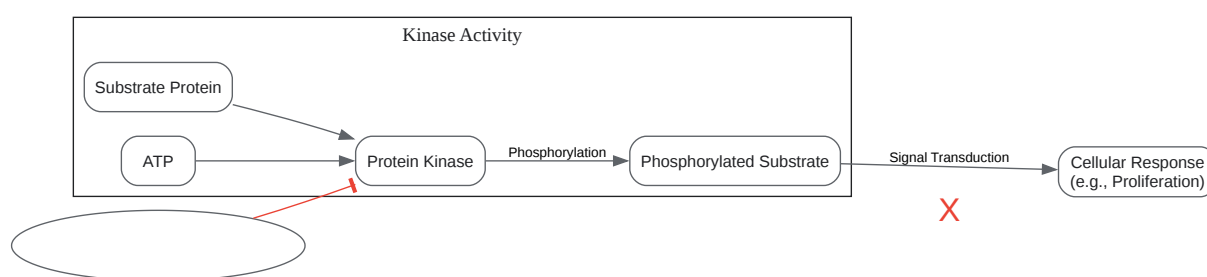 Kinase Activity
Substrate Protein
ATP
Protein Kinase
Phosphorylation
Phosphorylated Substrate
Signal Transduction
Cellular Response
(e.g., Proliferation)
X